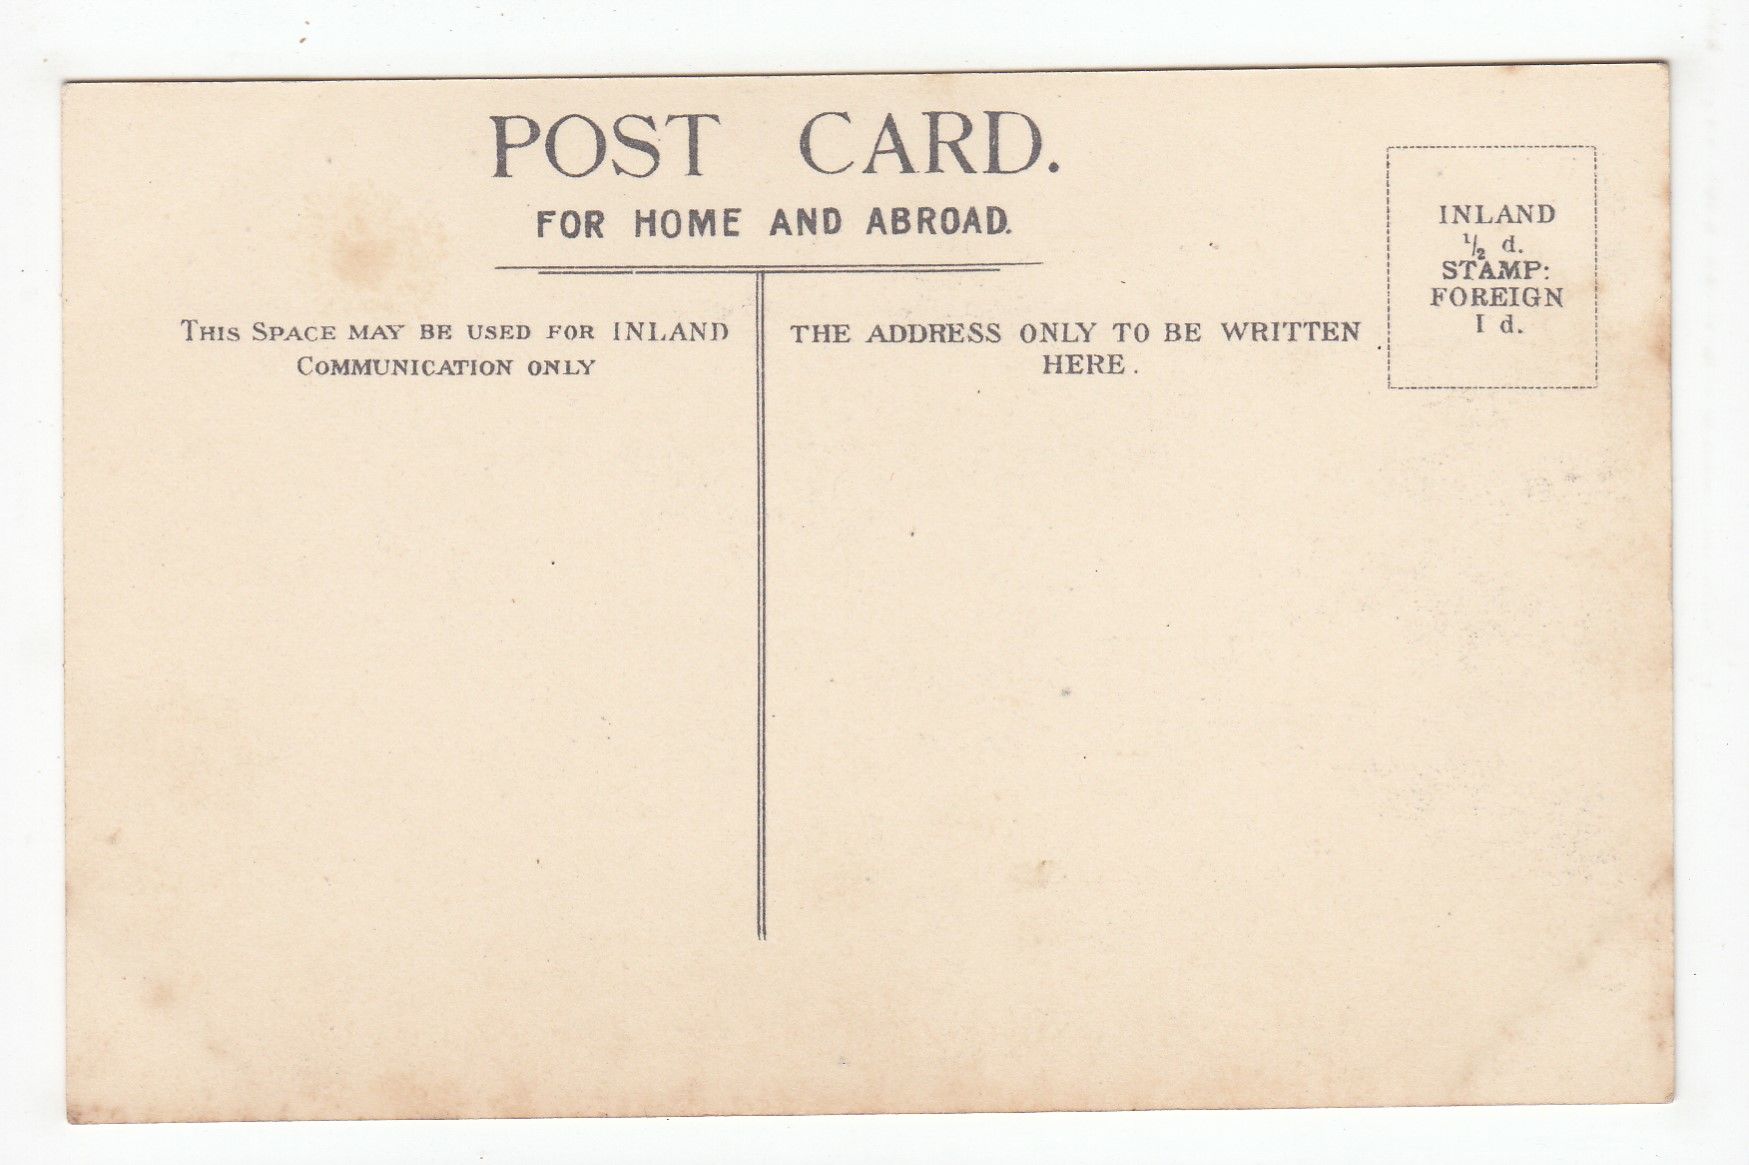 POST CARD.
FOR HOME AND ABROAD.
THIS SPACE MAY BE USED FOR INLAND
COMMUNICATION ONLY
THE ADDRESS ONLY TO BE WRITTEN
HERE.
INLAND
½ d.
STAMP:
FOREIGN
1 d.